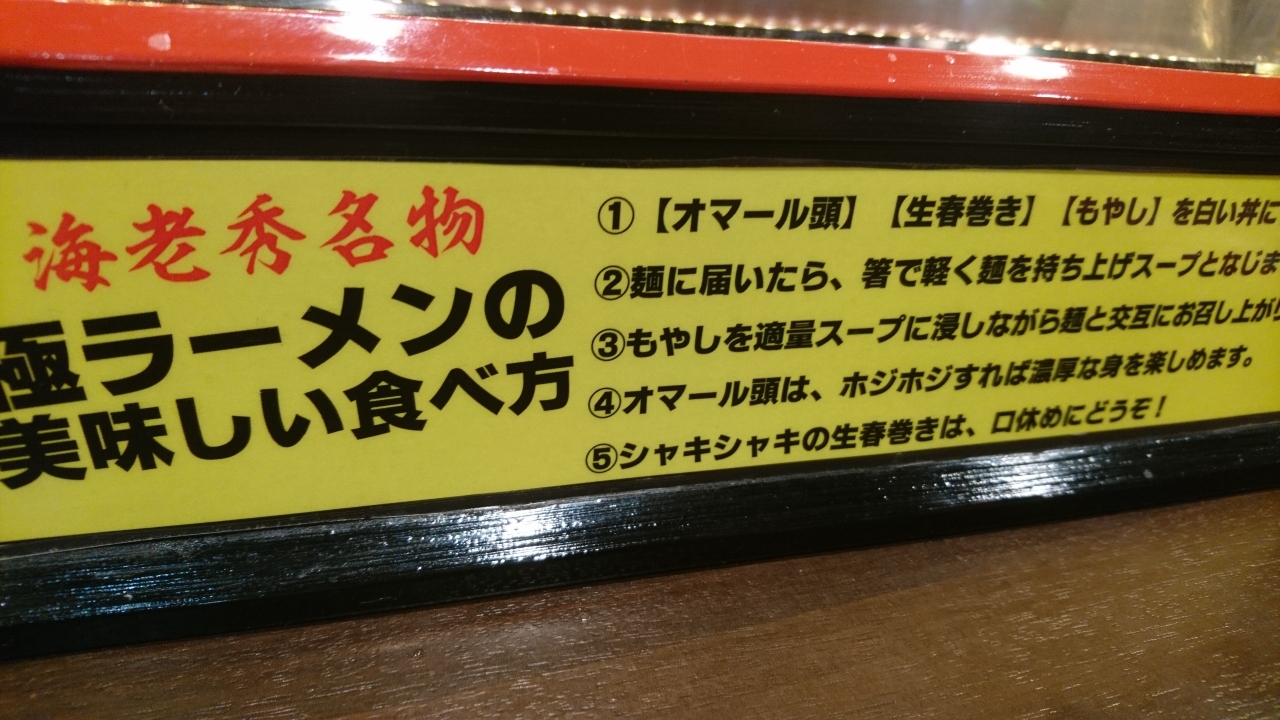 海老秀名物
極ラーメンの
美味しい食べ方
①【オマール頭】【生春巻き】【もやし】を白い丼に
②麺に届いたら、箸で軽く麺を持ち上げスープとなじま
③もやしを適量スープに浸しながら麺と交互にお召し上がり
④オマール頭は、ホジホジすれば濃厚な身を楽しめます。
⑤シャキシャキの生春巻きは、口休めにどうぞ！